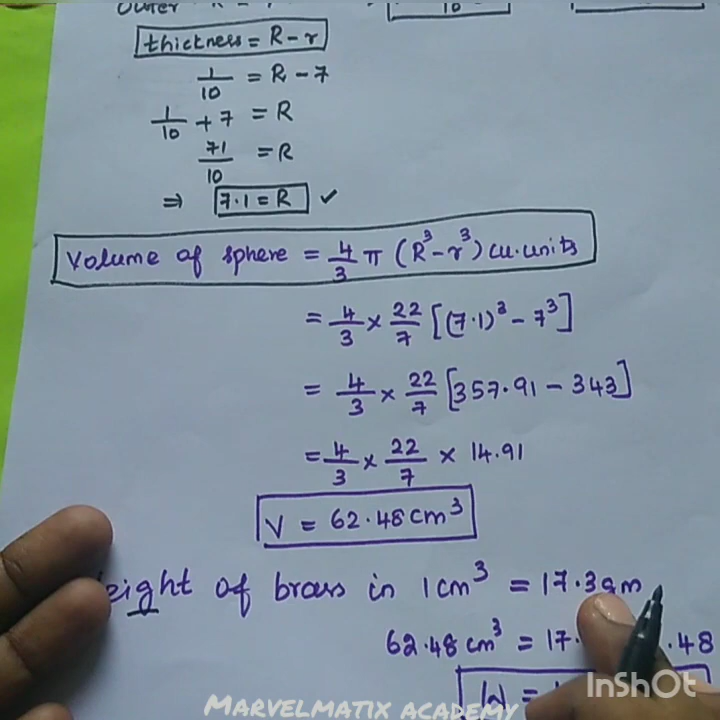 thickness = R - r
1/10 = R - 7
1/10 + 7 = R
71/10 = R
⇒ 7.1 = R ✓
Volume of sphere = 4/3 π (R³ - r³) cu.units
= 4/3 × 22/7 [(7.1)³ - 7³]
= 4/3 × 22/7 [357.91 - 343]
= 4/3 × 22/7 × 14.91
V = 62.48 cm³
of brass in 1 cm³ = 17.3 gm
62.48 cm³ = 17. .48
W =
InShOt
MARVELMATIX ACADEMY